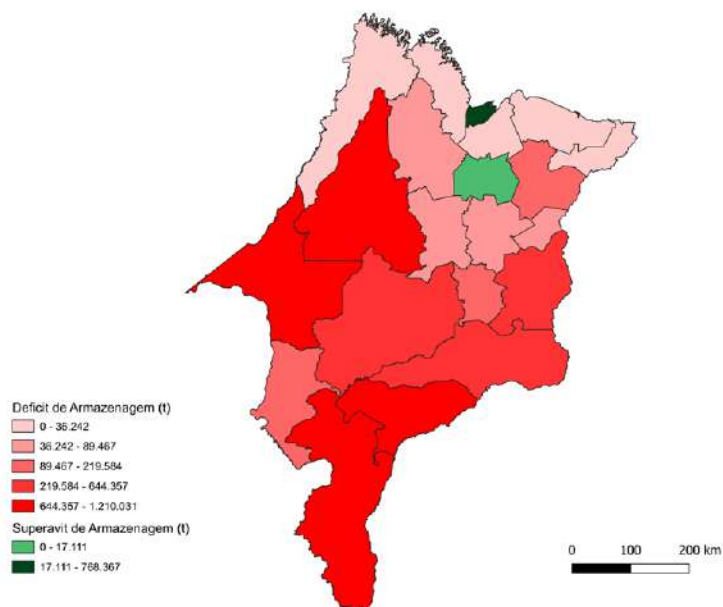 Deficit de Armazenagem (t)
0 - 36.242
36.242 - 89.467
89.467 - 219.584
219.584 - 644.357
644.357 - 1.210.031
Superavit de Armazenagem (t)
0 - 17.111
17.111 - 768.367
0 100 200 km